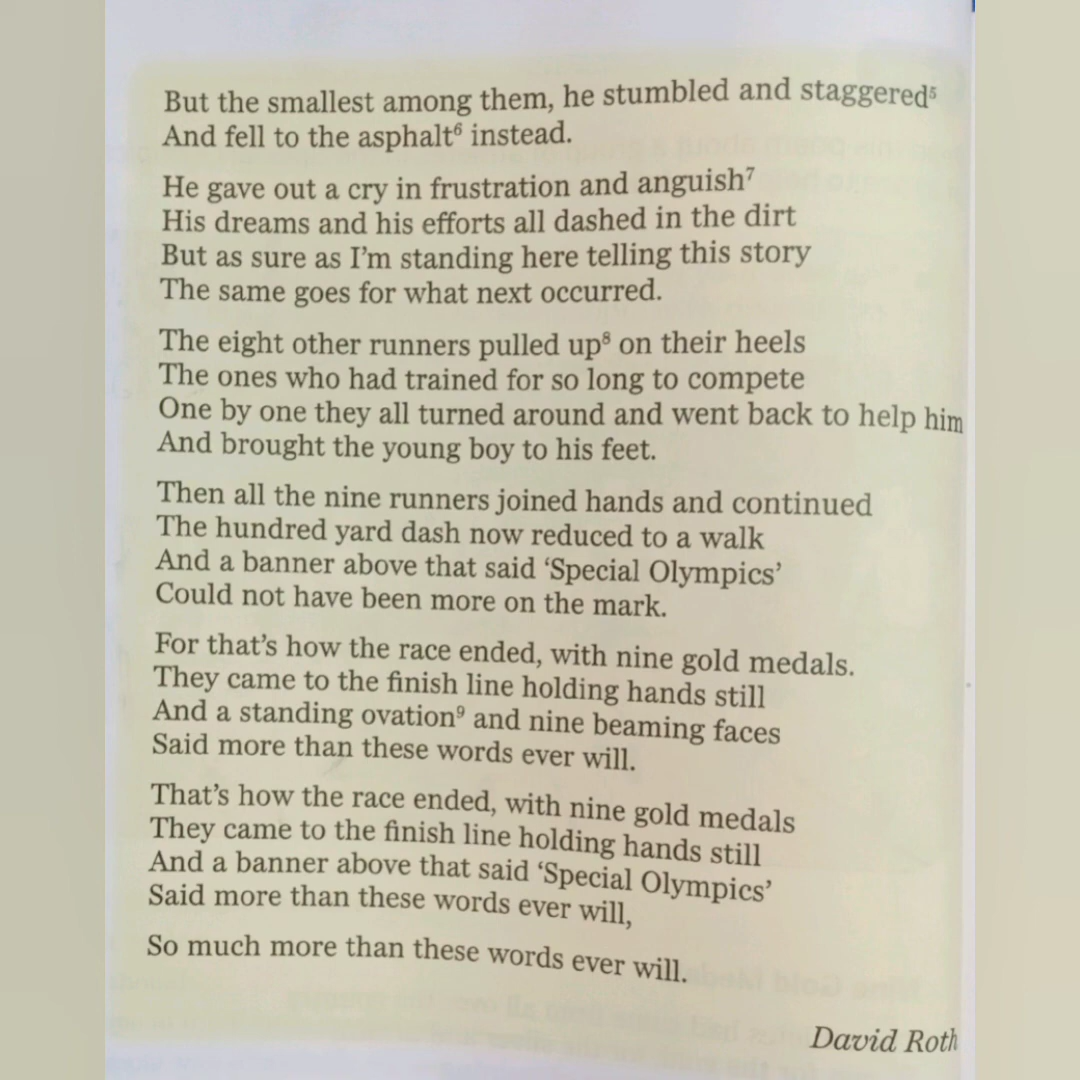 But the smallest among them, he stumbled and staggered⁵
And fell to the asphalt⁶ instead.
He gave out a cry in frustration and anguish⁷
His dreams and his efforts all dashed in the dirt
But as sure as I'm standing here telling this story
The same goes for what next occurred.
The eight other runners pulled up⁸ on their heels
The ones who had trained for so long to compete
One by one they all turned around and went back to help him
And brought the young boy to his feet.
Then all the nine runners joined hands and continued
The hundred yard dash now reduced to a walk
And a banner above that said ‘Special Olympics’
Could not have been more on the mark.
For that's how the race ended, with nine gold medals.
They came to the finish line holding hands still
And a standing ovation⁹ and nine beaming faces
Said more than these words ever will.
That's how the race ended, with nine gold medals
They came to the finish line holding hands still
And a banner above that said ‘Special Olympics’
Said more than these words ever will,
So much more than these words ever will.
David Roth